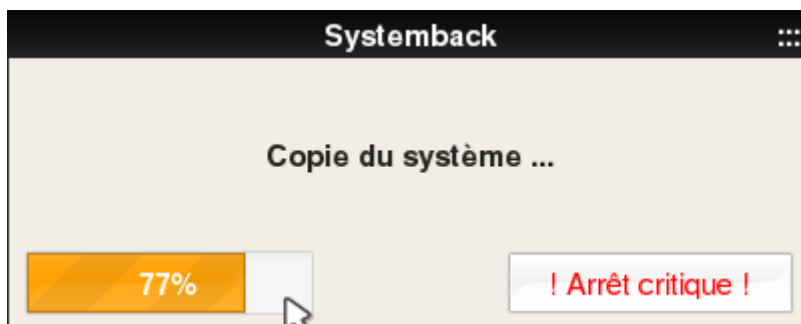 Systemback
Copie du système ...
77%
! Arrêt critique !